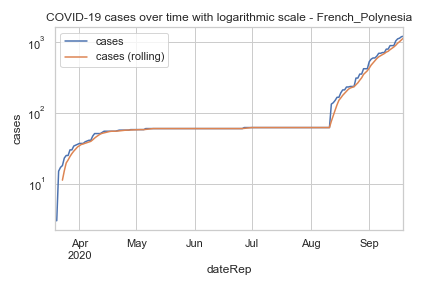 COVID-19 cases over time with logarithmic scale - French_Polynesia
cases
cases (rolling)
10³
10²
10¹
cases
Apr
2020
May
Jun
Jul
Aug
Sep
dateRep